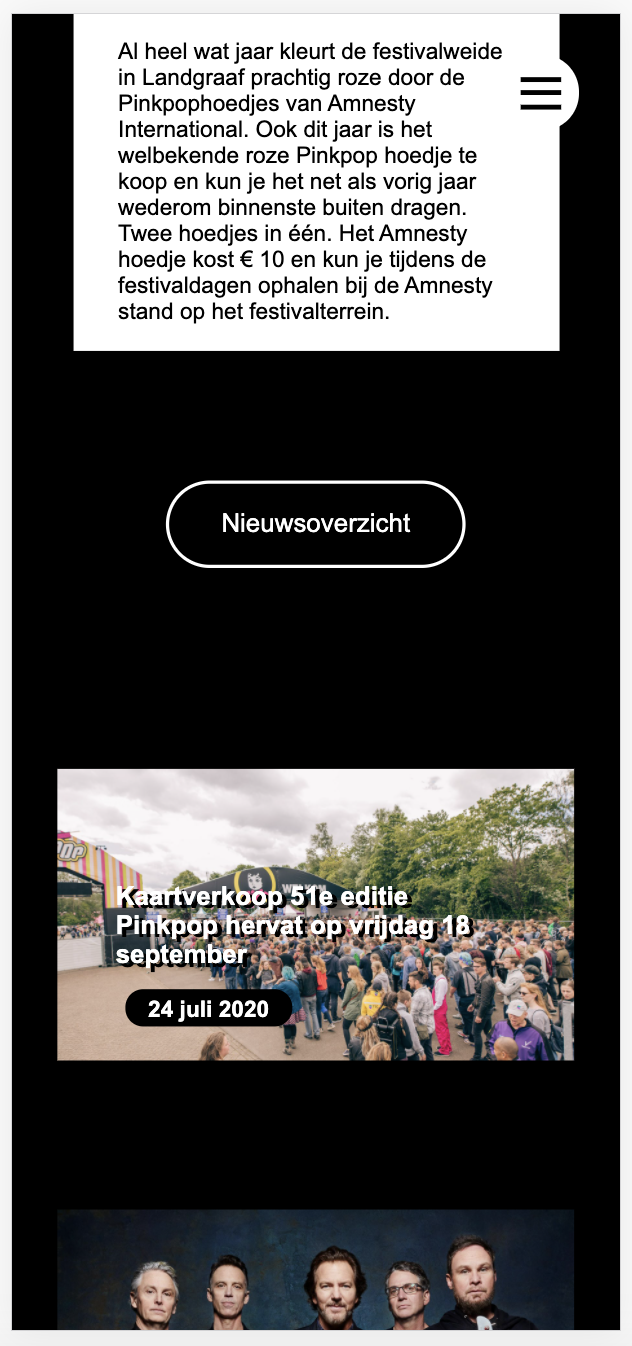 Al heel wat jaar kleurt de festivalweide
in Landgraaf prachtig roze door de
Pinkpophoedjes van Amnesty
International. Ook dit jaar is het
welbekende roze Pinkpop hoedje te
koop en kun je het net als vorig jaar
wederom binnenste buiten dragen.
Twee hoedjes in één. Het Amnesty
hoedje kost € 10 en kun je tijdens de
festivaldagen ophalen bij de Amnesty
stand op het festivalterrein.
Nieuwsoverzicht
Kaartverkoop 51e editie
Pinkpop hervat op vrijdag 18
september
24 juli 2020